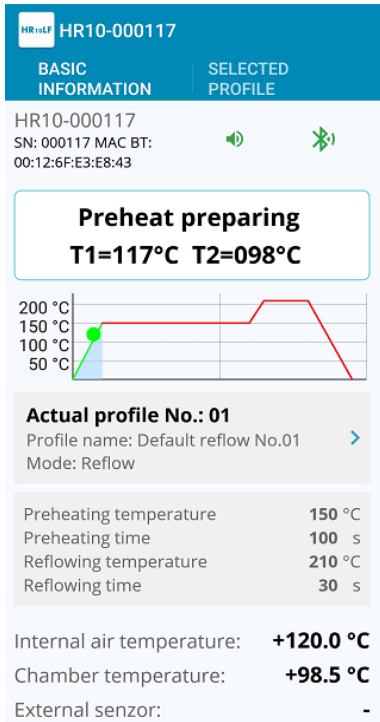 HR10LF HR10-000117
BASIC
INFORMATION
SELECTED
PROFILE
HR10-000117
SN: 000117 MAC BT:
00:12:6F:E3:E8:43
Preheat preparing
T1=117°C T2=098°C
200 °C
150 °C
100 °C
50 °C
Actual profile No.: 01
Profile name: Default reflow No.01
Mode: Reflow
Preheating temperature 150 °C
Preheating time 100 s
Reflowing temperature 210 °C
Reflowing time 30 s
Internal air temperature: +120.0 °C
Chamber temperature: +98.5 °C
External senzor: -